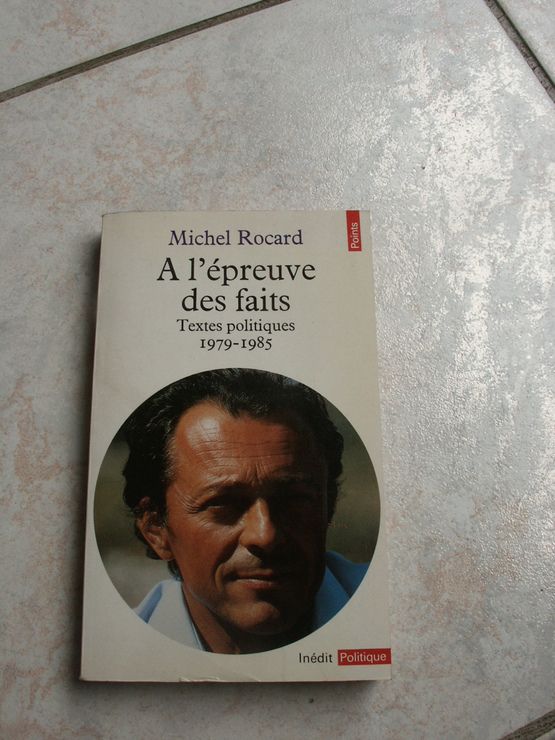 Points
Michel Rocard
A l'épreuve
des faits
Textes politiques
1979-1985
Inédit Politique